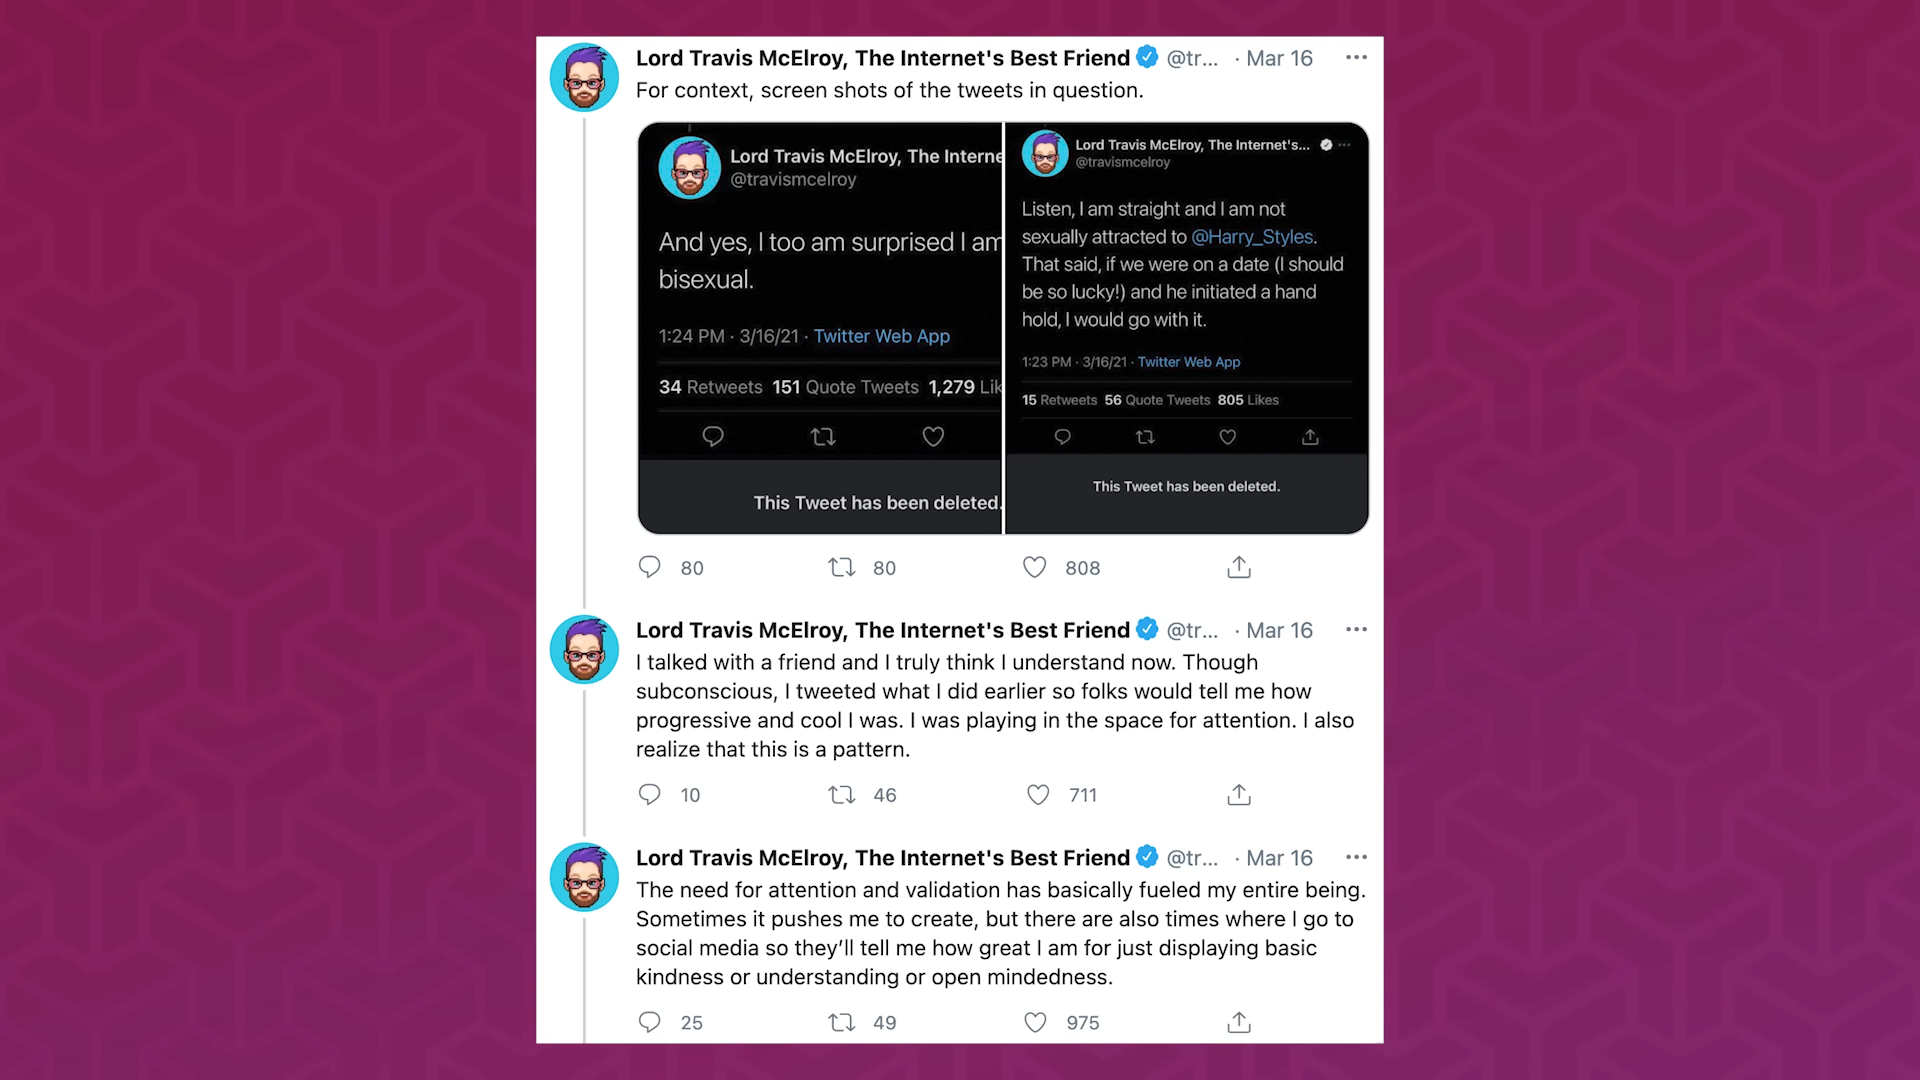 Lord Travis McElroy, The Internet's Best Friend @tr... · Mar 16
For context, screen shots of the tweets in question.
Lord Travis McElroy, The Interne
@travismcelroy
And yes, I too am surprised I am
bisexual.
1:24 PM · 3/16/21 · Twitter Web App
34 Retweets 151 Quote Tweets 1,279 Lik
This Tweet has been deleted.
Lord Travis McElroy, The Internet's...
@travismcelroy
Listen, I am straight and I am not
sexually attracted to @Harry_Styles.
That said, if we were on a date (I should
be so lucky!) and he initiated a hand
hold, I would go with it.
1:23 PM · 3/16/21 · Twitter Web App
15 Retweets 56 Quote Tweets 805 Likes
This Tweet has been deleted.
80 80 808
Lord Travis McElroy, The Internet's Best Friend @tr... · Mar 16
I talked with a friend and I truly think I understand now. Though
subconscious, I tweeted what I did earlier so folks would tell me how
progressive and cool I was. I was playing in the space for attention. I also
realize that this is a pattern.
10 46 711
Lord Travis McElroy, The Internet's Best Friend @tr... · Mar 16
The need for attention and validation has basically fueled my entire being.
Sometimes it pushes me to create, but there are also times where I go to
social media so they’ll tell me how great I am for just displaying basic
kindness or understanding or open mindedness.
25 49 975